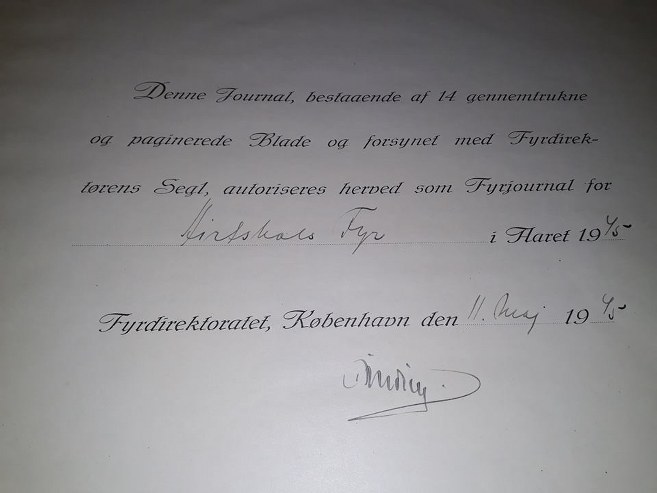 Denne Journal, bestaaende af 14 gennemtrukne
og paginerede Blade og forsynet med Fyrdirek-
tørens Segl, autoriseres herved som Fyrjournal for
Hirtshals Fyr i Aaret 1945
Fyrdirektoratet, København den 11. Maj 1945